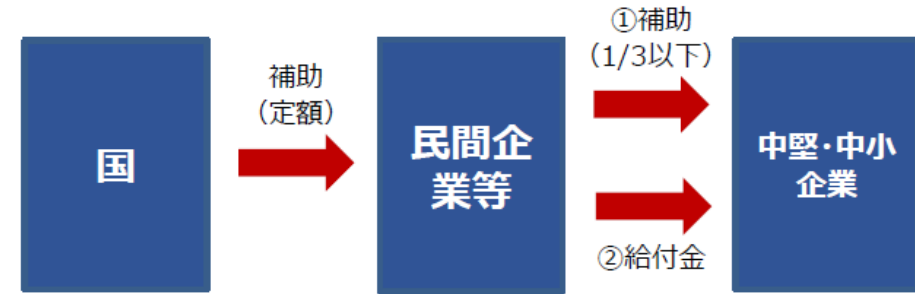 国
補助
（定額）
民間企
業等
①補助
（1/3以下）
②給付金
中堅・中小
企業